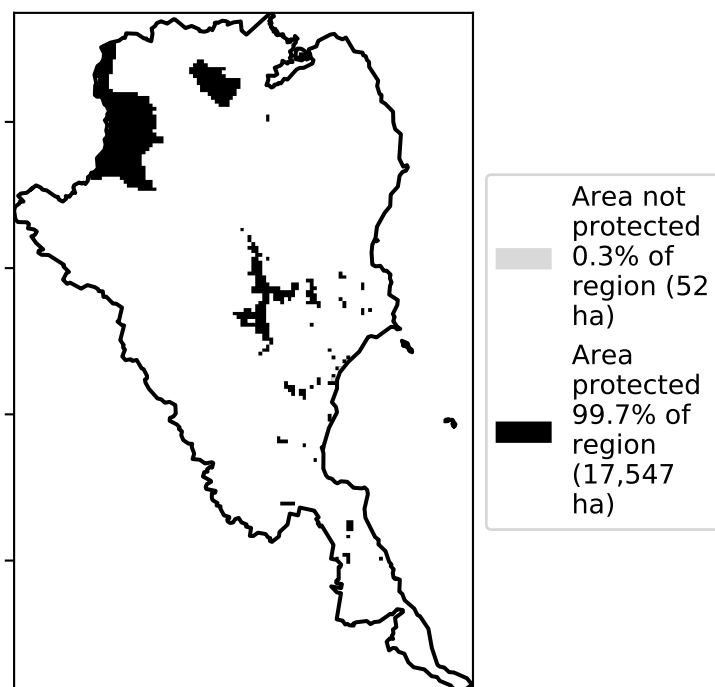 Area not
protected
0.3% of
region (52
ha)
Area
protected
99.7% of
region
(17,547
ha)